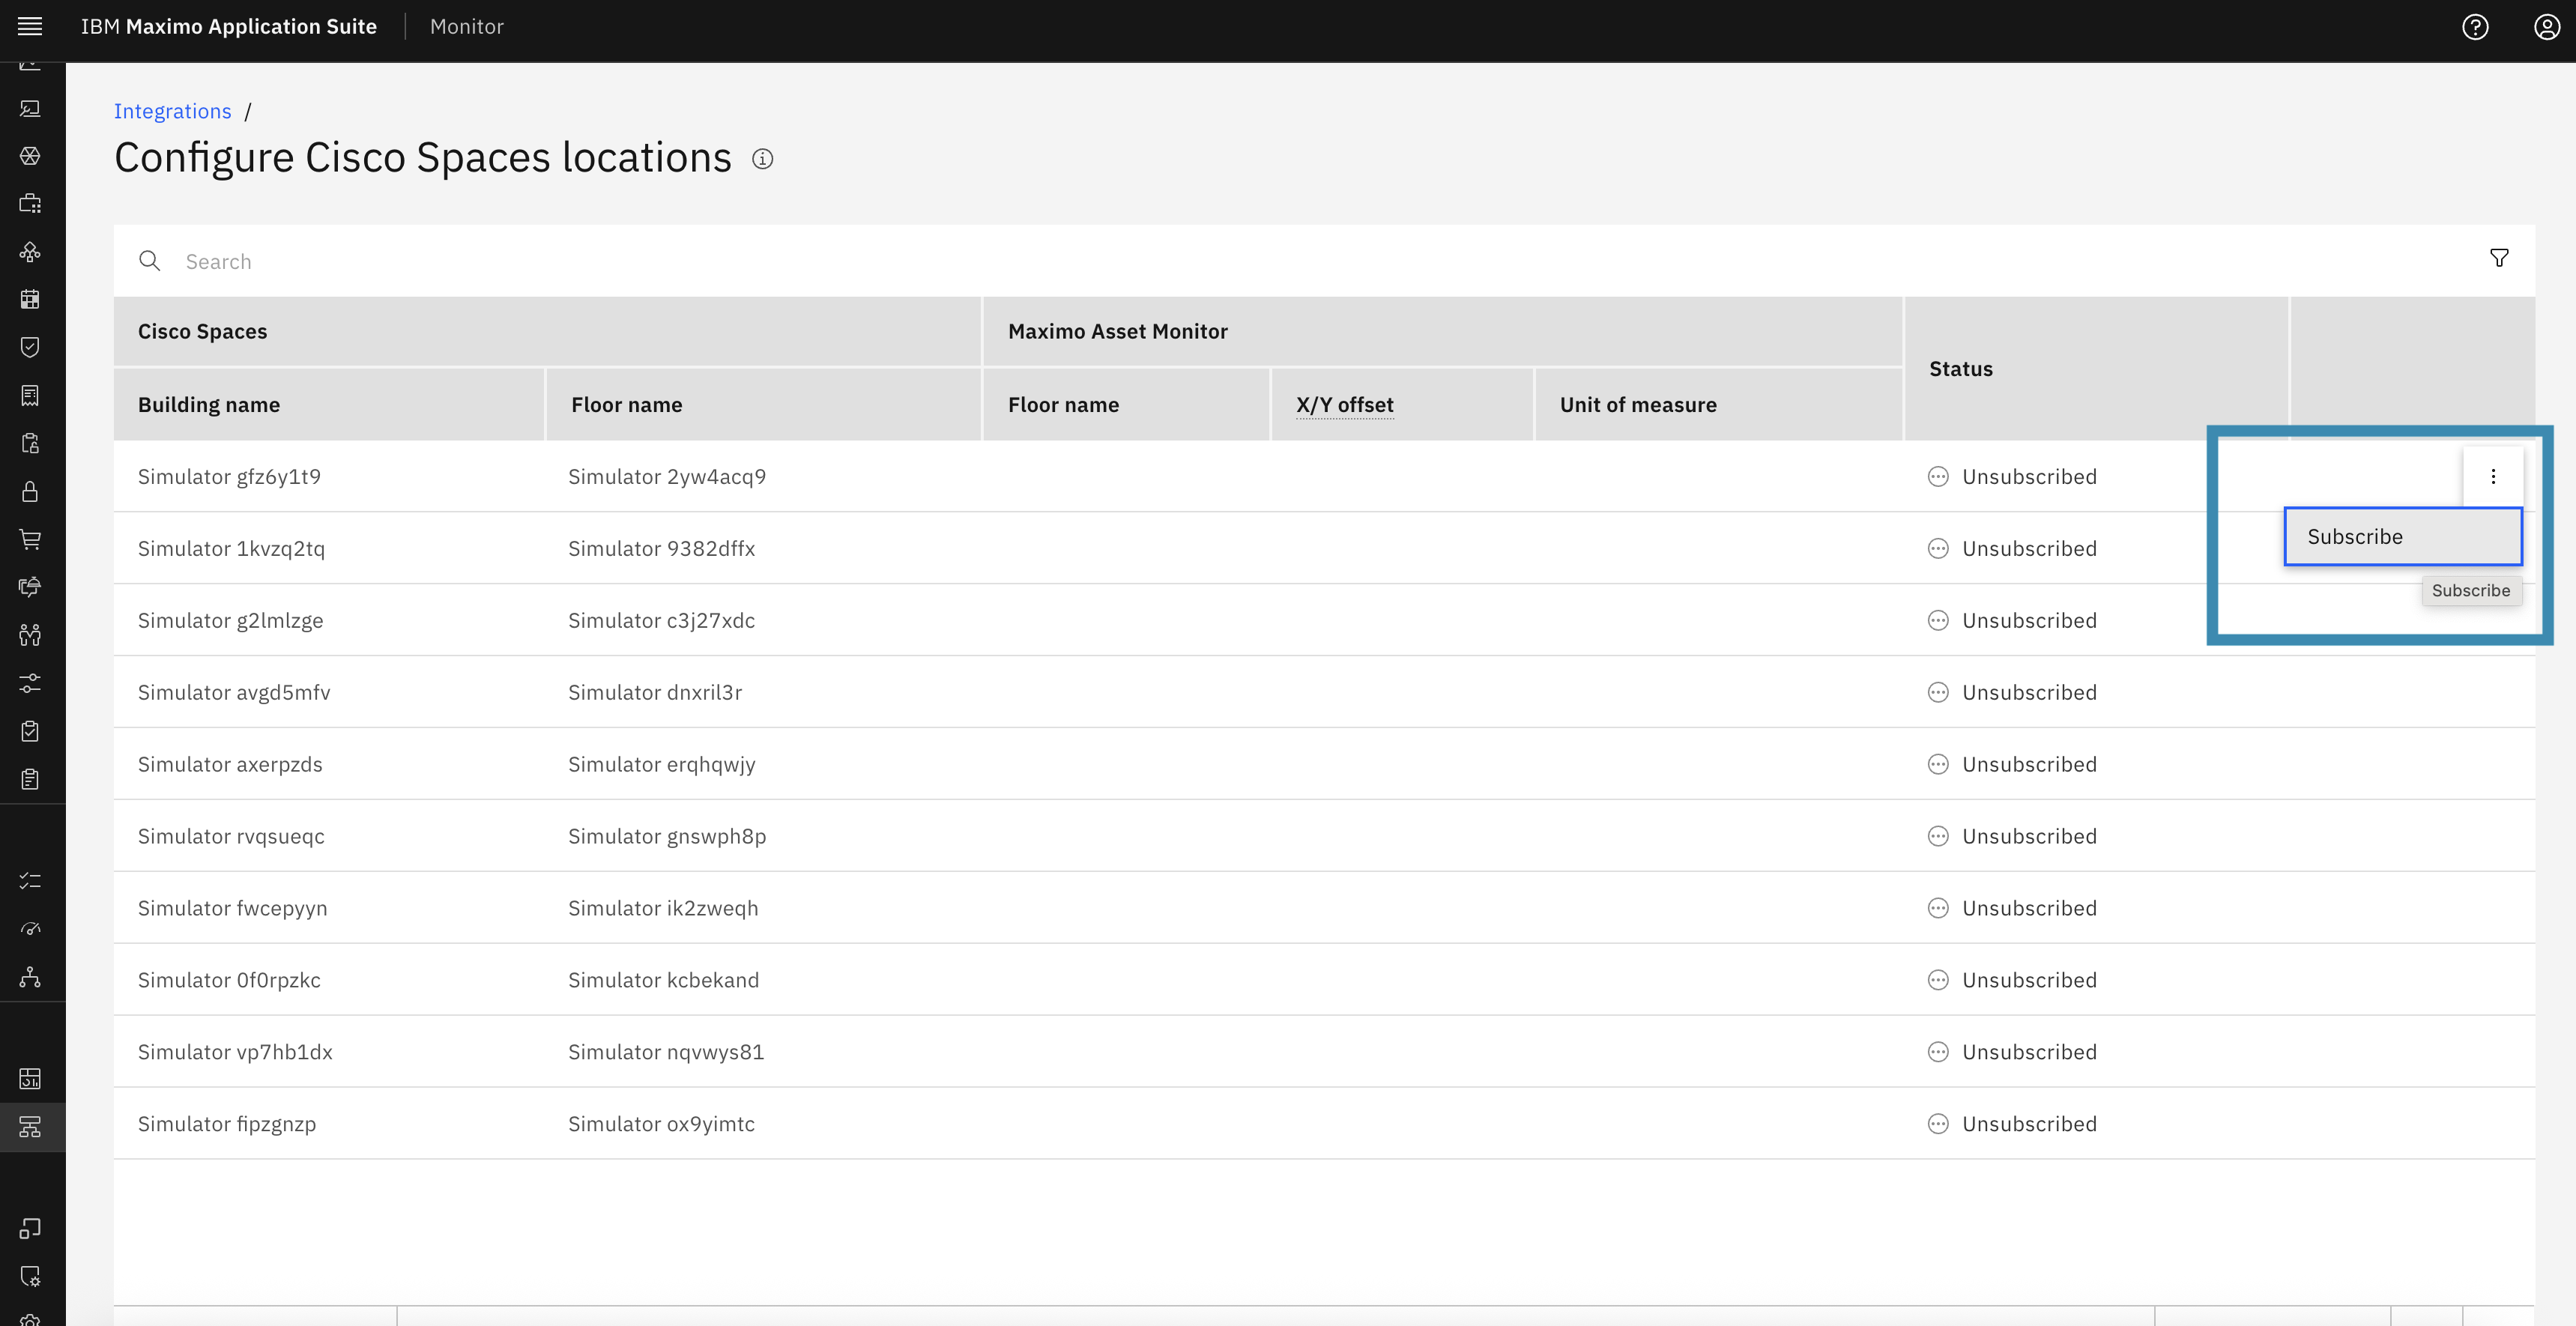 IBM Maximo Application Suite Monitor
Integrations /
Configure Cisco Spaces locations
Search
Cisco Spaces Maximo Asset Monitor Status
Building name Floor name Floor name X/Y offset Unit of measure
Simulator gfz6y1t9 Simulator 2yw4acq9 Unsubscribed
Subscribe
Simulator 1kvzq2tq Simulator 9382dffx Unsubscribed
Subscribe
Simulator g2lmlzge Simulator c3j27xdc Unsubscribed
Simulator avgd5mfv Simulator dnxril3r Unsubscribed
Simulator axerpzds Simulator erqhqwjy Unsubscribed
Simulator rvqsueqc Simulator gnswph8p Unsubscribed
Simulator fwcepyyn Simulator ik2zweqh Unsubscribed
Simulator 0f0rpzkc Simulator kcbekand Unsubscribed
Simulator vp7hb1dx Simulator nqvwys81 Unsubscribed
Simulator fipzgnzp Simulator ox9yimtc Unsubscribed